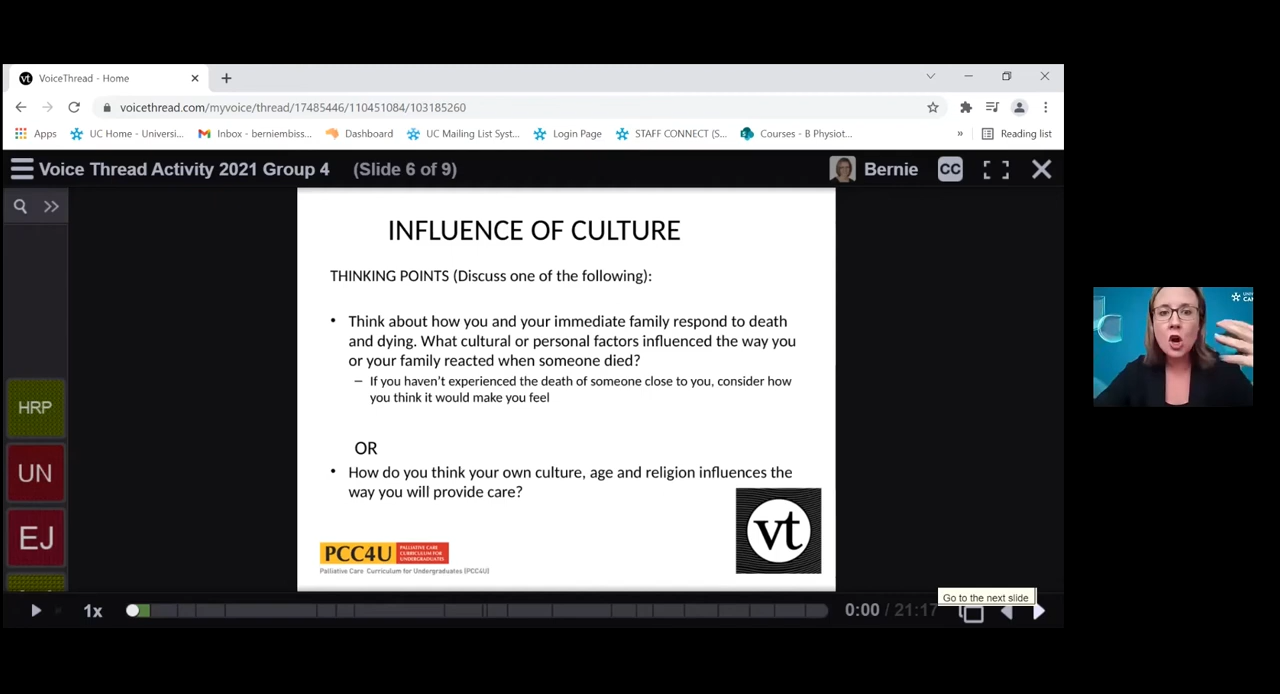 vt VoiceThread - Home
voicethread.com/myvoice/thread/17485446/110451084/103185260
Apps UC Home - Universi... Inbox - berniembiss... Dashboard UC Mailing List Syst... Login Page STAFF CONNECT (S... Courses - B Physiot... » Reading list
Voice Thread Activity 2021 Group 4 (Slide 6 of 9) Bernie CC
INFLUENCE OF CULTURE
THINKING POINTS (Discuss one of the following):
• Think about how you and your immediate family respond to death
and dying. What cultural or personal factors influenced the way you
or your family reacted when someone died?
– If you haven't experienced the death of someone close to you, consider how
you think it would make you feel
OR
• How do you think your own culture, age and religion influences the
way you will provide care?
HRP
UN
EJ
vt
PCC4U PALLIATIVE CARE
CURRICULUM FOR
UNDERGRADUATES
Palliative Care Curriculum for Undergraduates (PCC4U)
Go to the next slide
1x 0:00 / 21:17